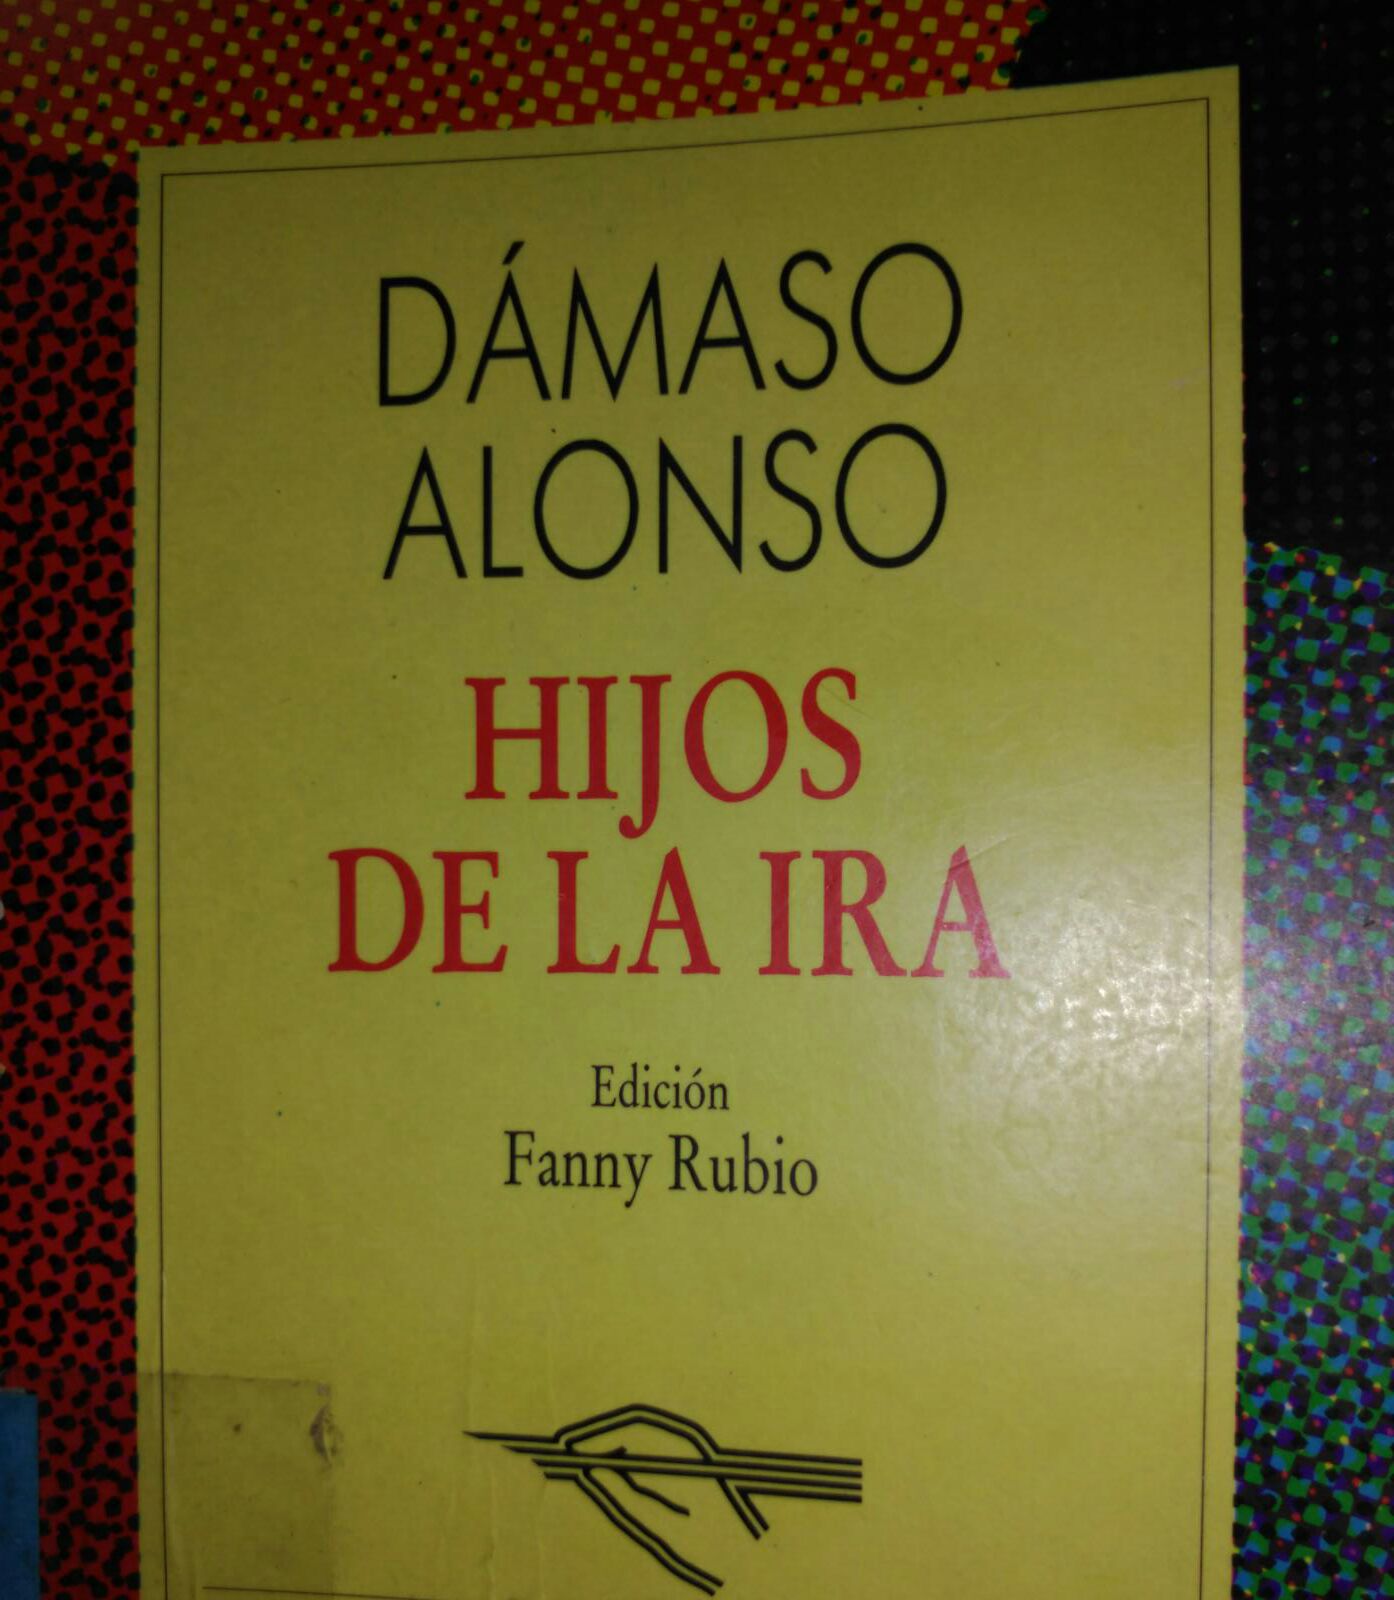 DÁMASO
ALONSO
HIJOS
DE LA IRA
Edición
Fanny Rubio